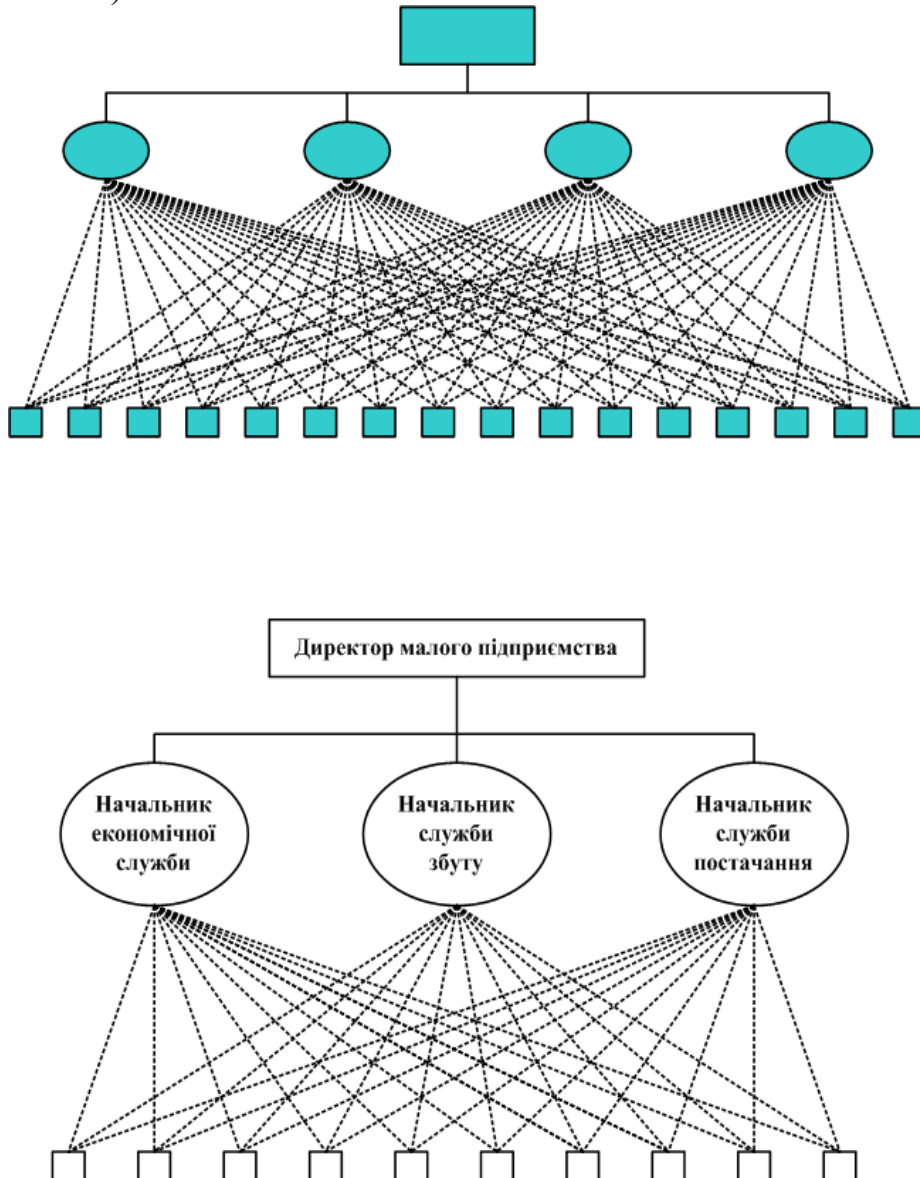 )
Директор малого підприємства
Начальник
економічної
служби
Начальник
служби
збуту
Начальник
служби
постачання